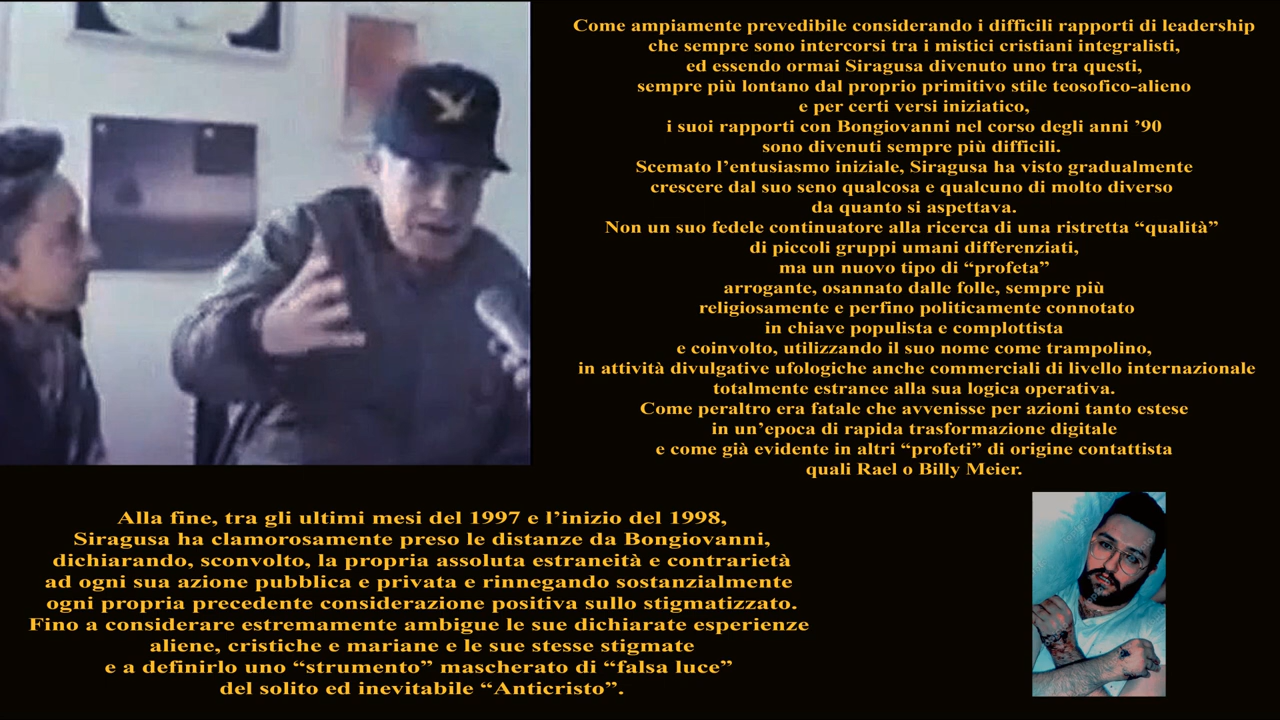 Come ampiamente prevedibile considerando i difficili rapporti di leadership
che sempre sono intercorsi tra i mistici cristiani integralisti,
ed essendo ormai Siragusa divenuto uno tra questi,
sempre più lontano dal proprio primitivo stile teosofico-alieno
e per certi versi iniziatico,
i suoi rapporti con Bongiovanni nel corso degli anni ’90
sono divenuti sempre più difficili.
Scemato l’entusiasmo iniziale, Siragusa ha visto gradualmente
crescere dal suo seno qualcosa e qualcuno di molto diverso
da quanto si aspettava.
Non un suo fedele continuatore alla ricerca di una ristretta “qualità”
di piccoli gruppi umani differenziati,
ma un nuovo tipo di “profeta”
arrogante, osannato dalle folle, sempre più
religiosamente e perfino politicamente connotato
in chiave populista e complottista
e coinvolto, utilizzando il suo nome come trampolino,
in attività divulgative ufologiche anche commerciali di livello internazionale
totalmente estranee alla sua logica operativa.
Come peraltro era fatale che avvenisse per azioni tanto estese
in un’epoca di rapida trasformazione digitale
e come già evidente in altri “profeti” di origine contattista
quali Rael o Billy Meier.
Alla fine, tra gli ultimi mesi del 1997 e l’inizio del 1998,
Siragusa ha clamorosamente preso le distanze da Bongiovanni,
dichiarando, sconvolto, la propria assoluta estraneità e contrarietà
ad ogni sua azione pubblica e privata e rinnegando sostanzialmente
ogni propria precedente considerazione positiva sullo stigmatizzato.
Fino a considerare estremamente ambigue le sue dichiarate esperienze
aliene, cristiche e mariane e le sue stesse stigmate
e a definirlo uno “strumento” mascherato di “falsa luce”
del solito ed inevitabile “Anticristo”.